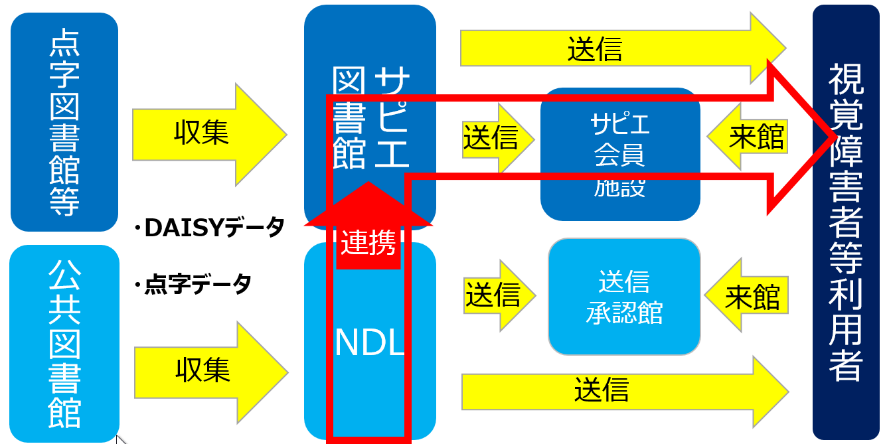 点字図書館等
収集
・DAISYデータ
・点字データ
公共図書館
収集
サピエ
図書館
連携
NDL
送信
送信
サピエ
会員
施設
来館
送信
送信
承認館
来館
送信
視覚障害者等利用者